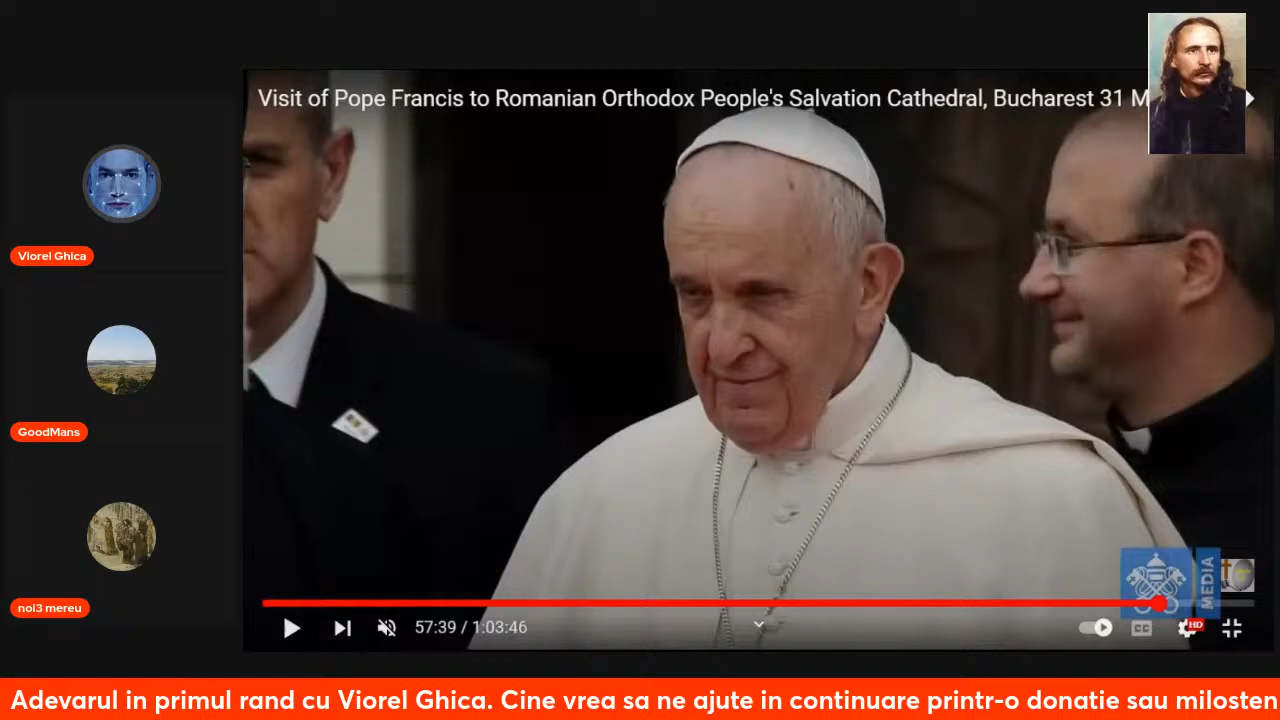 Visit of Pope Francis to Romanian Orthodox People's Salvation Cathedral, Bucharest 31 M
Viorel Ghica
GoodMans
noi3 mereu
MEDIA
57:39 / 1:03:46
CC
HD
Adevarul in primul rand cu Viorel Ghica. Cine vrea sa ne ajute in continuare printr-o donatie sau milosten